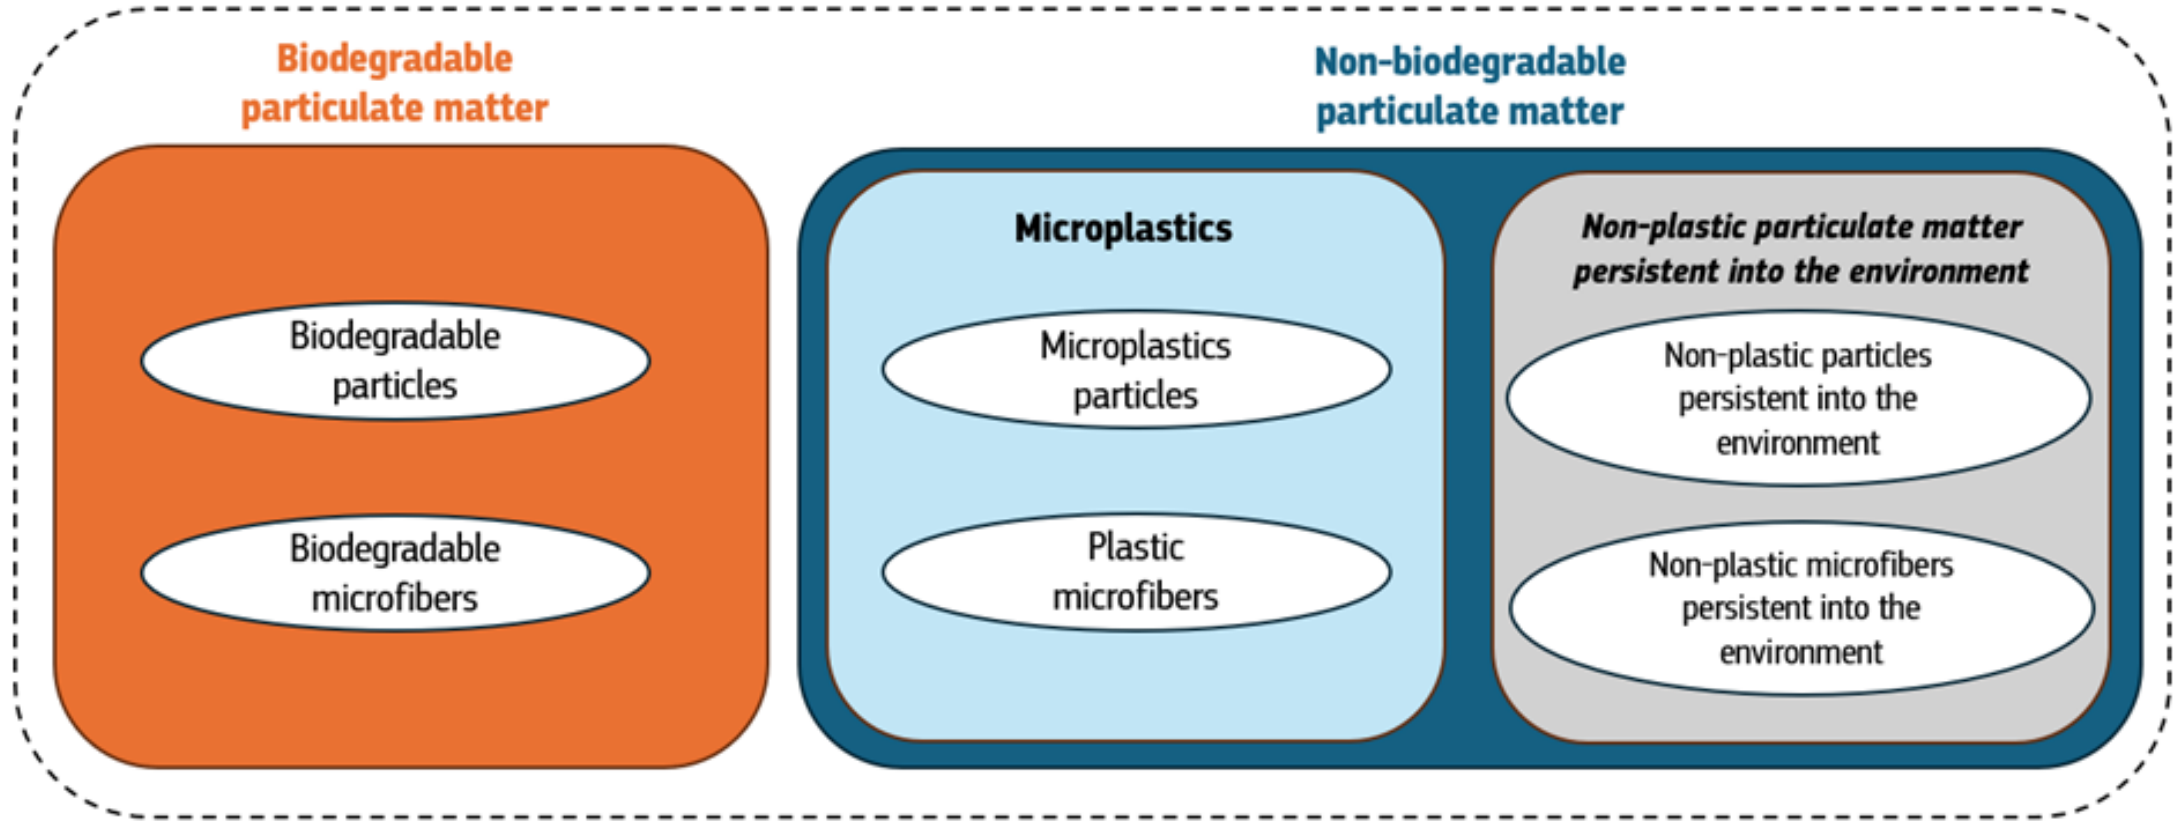 Biodegradable
particulate matter
Biodegradable
particles
Biodegradable
microfibers
Non-biodegradable
particulate matter
Microplastics
Microplastics
particles
Plastic
microfibers
Non-plastic particulate matter
persistent into the environment
Non-plastic particles
persistent into the
environment
Non-plastic microfibers
persistent into the
environment